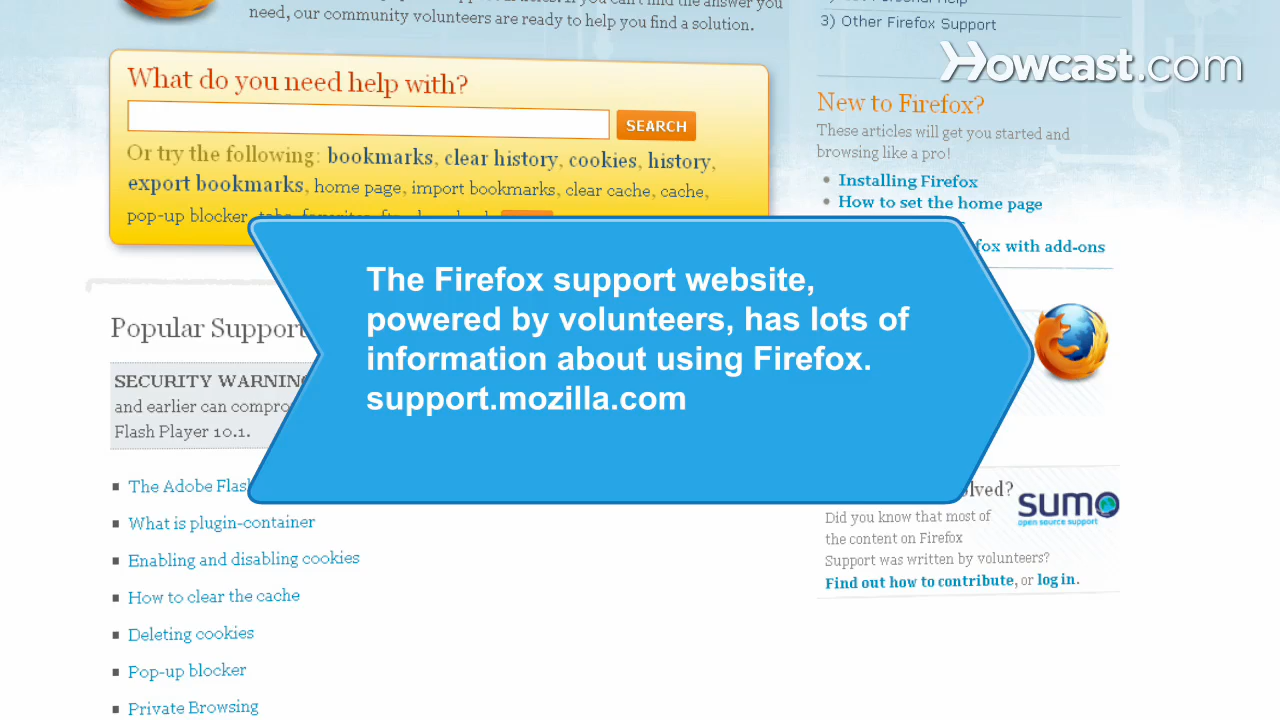 need, our community volunteers are ready to help you find a solution.
3) Other Firefox Support
Howcast.com
What do you need help with?
SEARCH
Or try the following: bookmarks, clear history, cookies, history,
export bookmarks, home page, import bookmarks, clear cache, cache,
pop-up blocker,
New to Firefox?
These articles will get you started and
browsing like a pro!
Installing Firefox
How to set the home page
fox with add-ons
The Firefox support website,
powered by volunteers, has lots of
information about using Firefox.
support.mozilla.com
Popular Support
SECURITY WARNING
and earlier can compro
Flash Player 10.1.
The Adobe Flash
What is plugin-container
Enabling and disabling cookies
How to clear the cache
Deleting cookies
Pop-up blocker
Private Browsing
olved?
sumo
open source support
Did you know that most of
the content on Firefox
Support was written by volunteers?
Find out how to contribute, or log in.